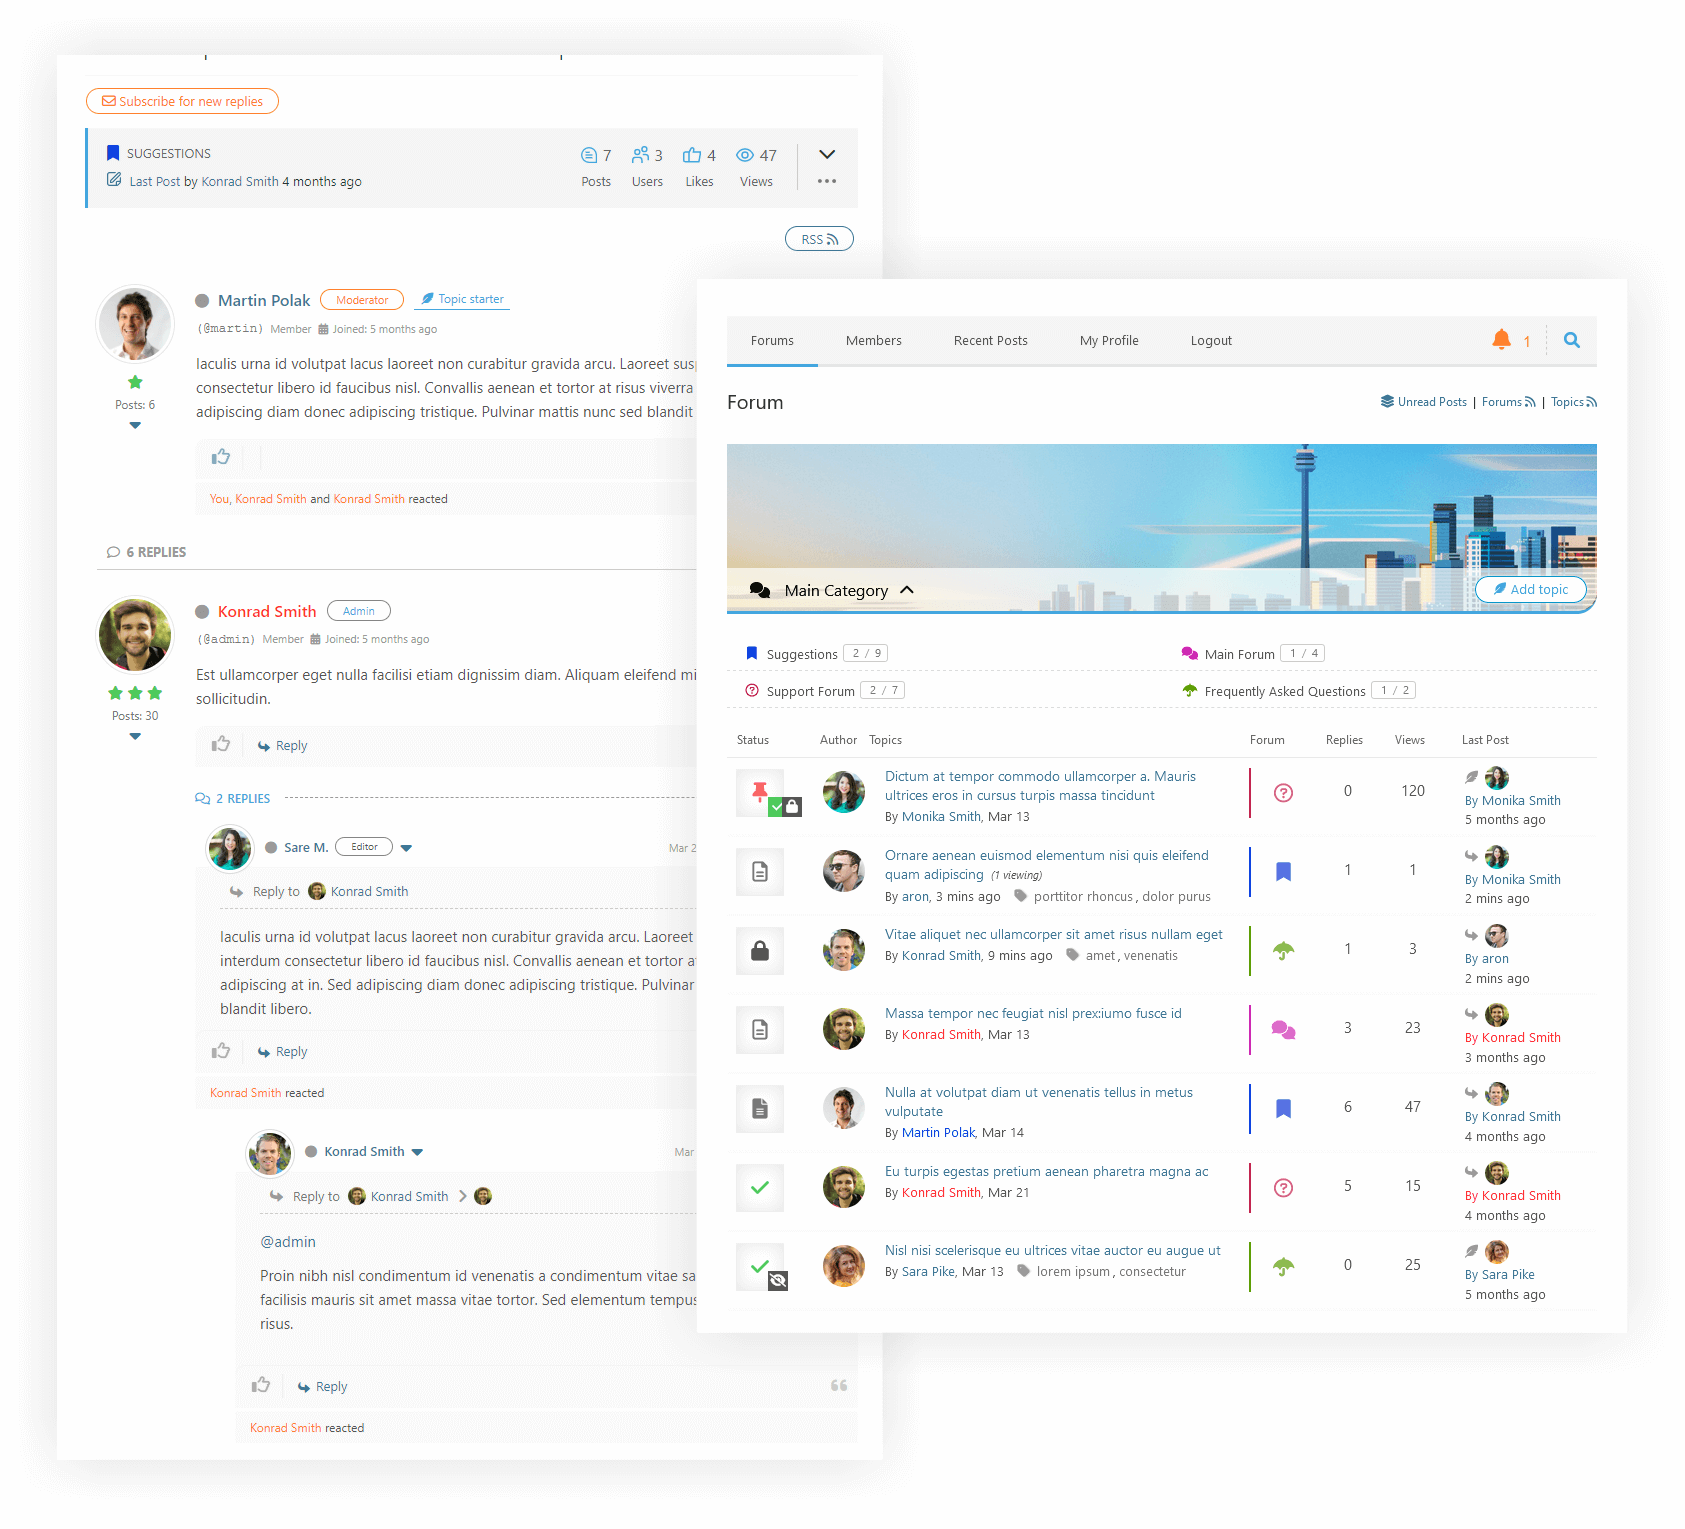 Subscribe for new replies
SUGGESTIONS
Last Post by Konrad Smith 4 months ago
7 3 4 47
Posts Users Likes Views
RSS
Martin Polak Moderator Topic starter
(@martin) Member Joined: 5 months ago
Iaculis urna id volutpat lacus laoreet non curabitur gravida arcu. Laoreet
consectetur libero id faucibus nisl. Convallis aenean et tortor at risus viverra
adipiscing diam donec adipiscing tristique. Pulvinar mattis nunc sed blandit
Posts: 6
You, Konrad Smith and Konrad Smith reacted
6 REPLIES
Konrad Smith Admin
(@admin) Member Joined: 5 months ago
Est ullamcorper eget nulla facilisi etiam dignissim diam. Aliquam eleifend mi
sollicitudin.
Posts: 30
Reply
2 REPLIES
Sare M. Editor
Mar
Reply to Konrad Smith
Iaculis urna id volutpat lacus laoreet non curabitur gravida arcu. Laoreet
interdum consectetur libero id faucibus nisl. Convallis aenean et tortor
adipiscing at in. Sed adipiscing diam donec adipiscing tristique. Pulvinar
blandit libero.
Reply
Konrad Smith reacted
Konrad Smith
Mar
Reply to Konrad Smith
@admin
Proin nibh nisl condimentum id venenatis a condimentum vitae
facilisis mauris sit amet massa vitae tortor. Sed elementum tempus
risus.
Reply
Konrad Smith reacted
Forums Members Recent Posts My Profile Logout 1
Forum
Unread Posts | Forums | Topics
Main Category
Add topic
Suggestions 2 / 9
Main Forum 1 / 4
Support Forum 2 / 7
Frequently Asked Questions 1 / 2
Status Author Topics Forum Replies Views Last Post
Dictum at tempor commodo ullamcorper a. Mauris
ultrices eros in cursus turpis massa tincidunt
By Monika Smith, Mar 13
0 120
By Monika Smith
5 months ago
Ornare aenean euismod elementum nisi quis eleifend
quam adipiscing (1 viewing)
By aron, 3 mins ago porttitor rhoncus , dolor purus
1 1
By Monika Smith
2 mins ago
Vitae aliquet nec ullamcorper sit amet risus nullam eget
By Konrad Smith, 9 mins ago amet , venenatis
1 3
By aron
2 mins ago
Massa tempor nec feugiat nisl prex:iumo fusce id
By Konrad Smith, Mar 13
3 23
By Konrad Smith
3 months ago
Nulla at volutpat diam ut venenatis tellus in metus
vulputate
By Martin Polak, Mar 14
6 47
By Konrad Smith
4 months ago
Eu turpis egestas pretium aenean pharetra magna ac
By Konrad Smith, Mar 21
5 15
By Konrad Smith
4 months ago
Nisl nisi scelerisque eu ultrices vitae auctor eu augue ut
By Sara Pike, Mar 13 lorem ipsum , consectetur
0 25
By Sara Pike
5 months ago